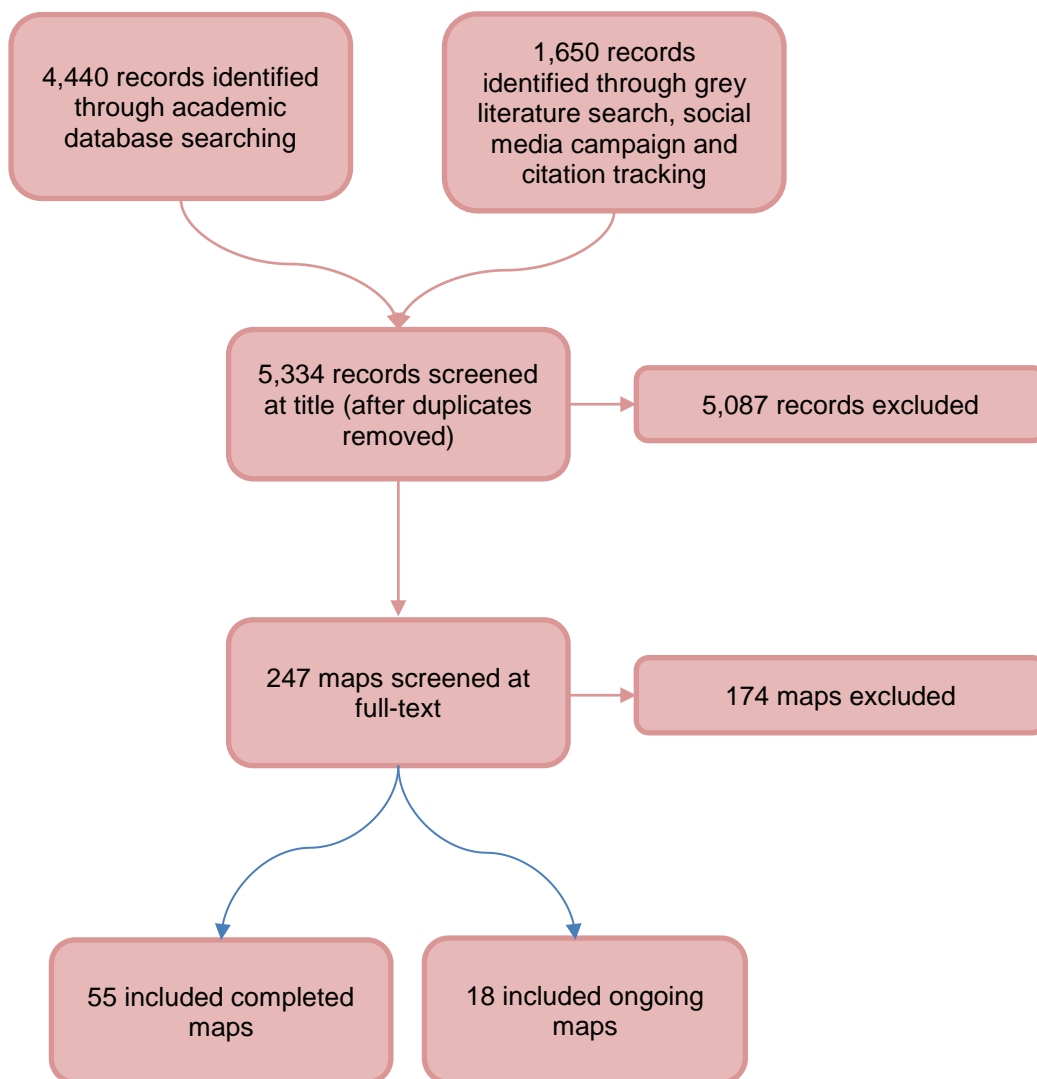 4,440 records identified
through academic
database searching
1,650 records
identified through grey
literature search, social
media campaign and
citation tracking
5,334 records screened
at title (after duplicates
removed)
5,087 records excluded
247 maps screened at
full-text
174 maps excluded
55 included completed
maps
18 included ongoing
maps